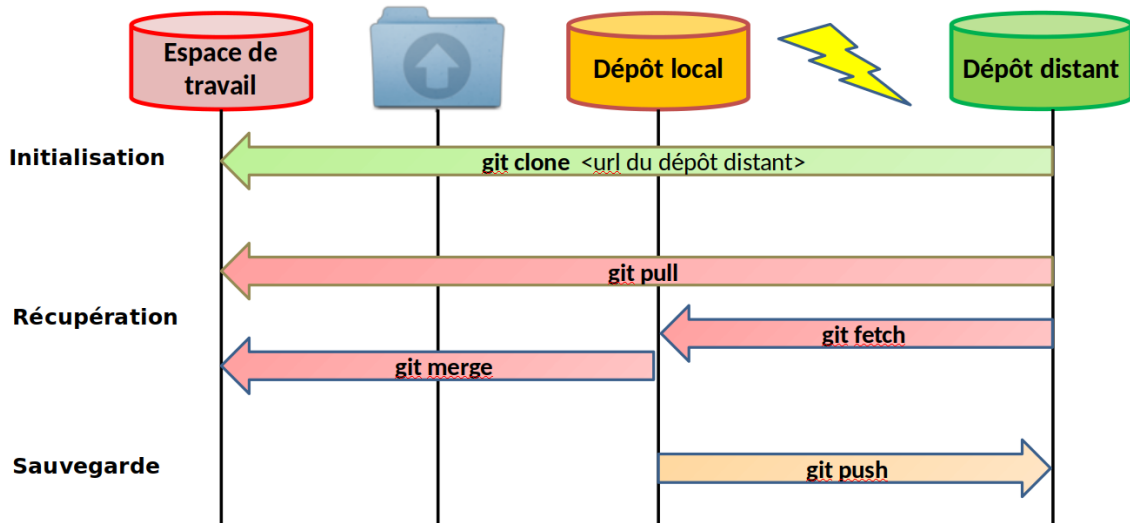 Espace de
travail
Dépôt local
Dépôt distant
Initialisation
git clone <url du dépôt distant>
git pull
Récupération
git fetch
git merge
Sauvegarde
git push